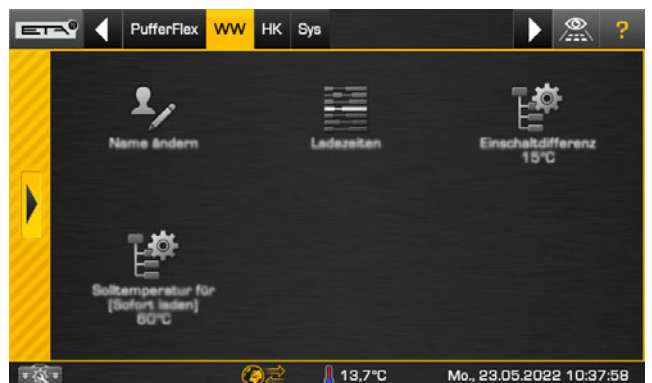 ETA
PufferFlex
WW
HK
Sys
?
Name ändern
Ladezeiten
Einschaltdifferenz
15°C
Solltemperatur für
[Sofort laden]
60°C
13,7°C
Mo., 23.05.2022 10:37:58